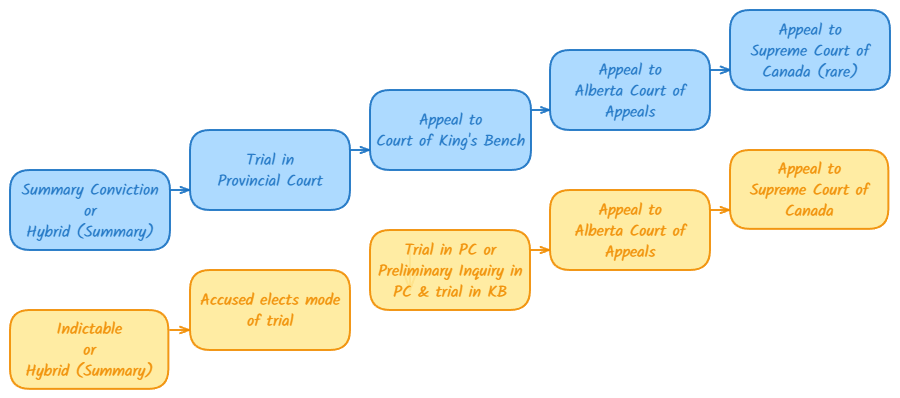 Summary Conviction
or
Hybrid (Summary)
Trial in
Provincial Court
Appeal to
Court of King's Bench
Appeal to
Alberta Court of
Appeals
Appeal to
Supreme Court of
Canada (rare)
Indictable
or
Hybrid (Summary)
Accused elects mode
of trial
Trial in PC or
Preliminary Inquiry in
PC & trial in KB
Appeal to
Alberta Court of
Appeals
Appeal to
Supreme Court of
Canada